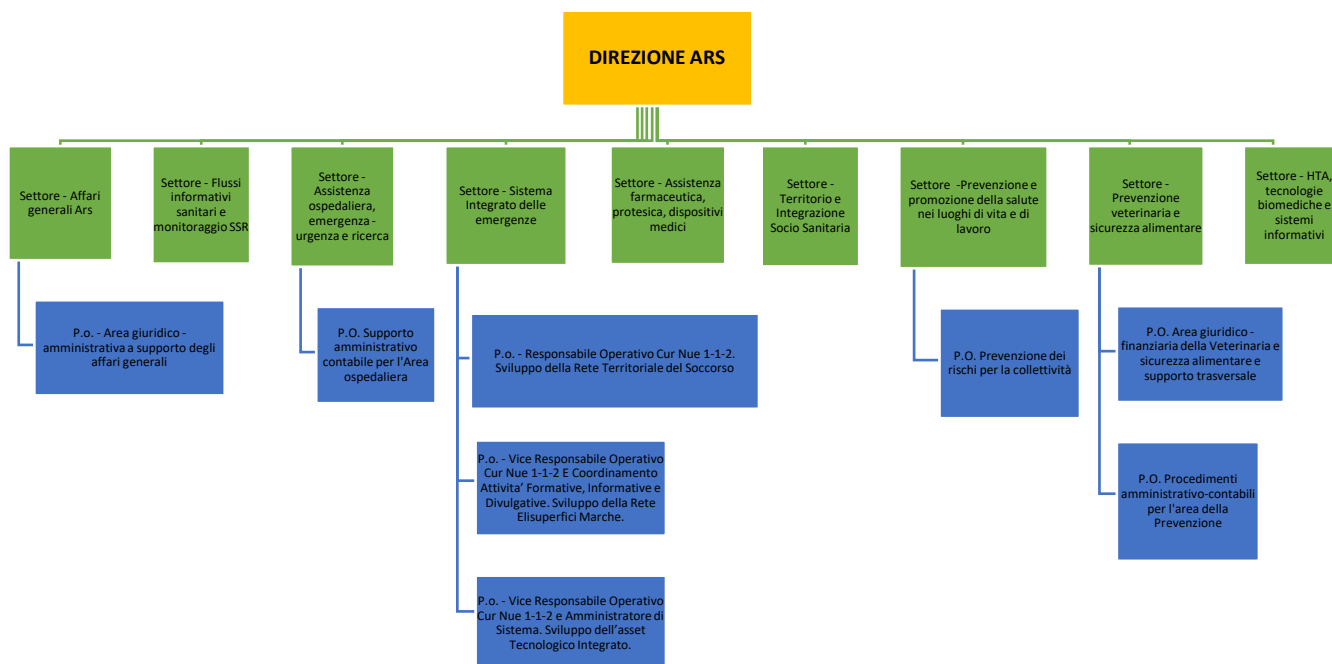 DIREZIONE ARS
Settore - Affari
generali Ars
Settore - Flussi
informativi
sanitari e
monitoraggio SSR
Settore -
Assistenza
ospedaliera,
emergenza -
urgenza e ricerca
Settore - Sistema
Integrato delle
emergenze
Settore - Assistenza
farmaceutica,
protesica, dispositivi
medici
Settore -
Territorio e
Integrazione
Socio Sanitaria
Settore -Prevenzione e
promozione della salute
nei luoghi di vita e di
lavoro
Settore -
Prevenzione
veterinaria e
sicurezza alimentare
Settore - HTA,
tecnologie
biomediche e
sistemi
informativi
P.o. - Area giuridico -
amministrativa a supporto degli
affari generali
P.O. Supporto
amministrativo
contabile per l'Area
ospedaliera
P.o. - Responsabile Operativo Cur Nue 1-1-2.
Sviluppo della Rete Territoriale del Soccorso
P.o. - Vice Responsabile Operativo
Cur Nue 1-1-2 E Coordinamento
Attivita’ Formative, Informative e
Divulgative. Sviluppo della Rete
Elisuperfici Marche.
P.o. - Vice Responsabile Operativo
Cur Nue 1-1-2 e Amministratore di
Sistema. Sviluppo dell’asset
Tecnologico Integrato.
P.O. Prevenzione dei
rischi per la collettività
P.O. Area giuridico -
finanziaria della Veterinaria e
sicurezza alimentare e
supporto trasversale
P.O. Procedimenti
amministrativo-contabili
per l'area della
Prevenzione